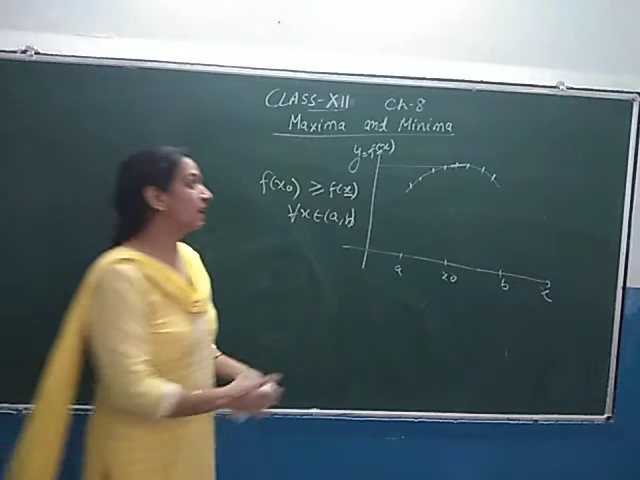 CLASS-XII Ch-8
Maxima and Minima
y=f(x)
f(x0) ≥ f(x)
∀x∈(a,b)
a x0 b x